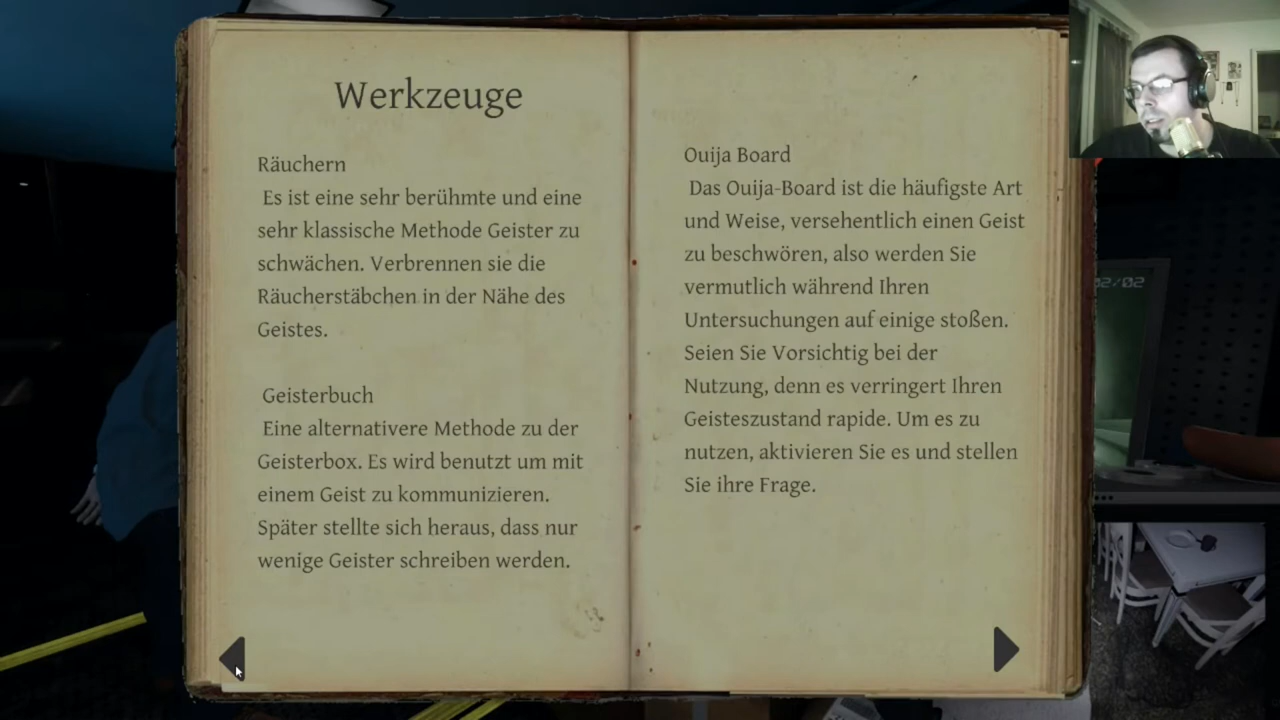 Werkzeuge
Räuchern
Es ist eine sehr berühmte und eine
sehr klassische Methode Geister zu
schwächen. Verbrennen sie die
Räucherstäbchen in der Nähe des
Geistes.
Geisterbuch
Eine alternativere Methode zu der
Geisterbox. Es wird benutzt um mit
einem Geist zu kommunizieren.
Später stellte sich heraus, dass nur
wenige Geister schreiben werden.
Ouija Board
Das Ouija-Board ist die häufigste Art
und Weise, versehentlich einen Geist
zu beschwören, also werden Sie
vermutlich während Ihren
Untersuchungen auf einige stoßen.
Seien Sie Vorsichtig bei der
Nutzung, denn es verringert Ihren
Geisteszustand rapide. Um es zu
nutzen, aktivieren Sie es und stellen
Sie ihre Frage.